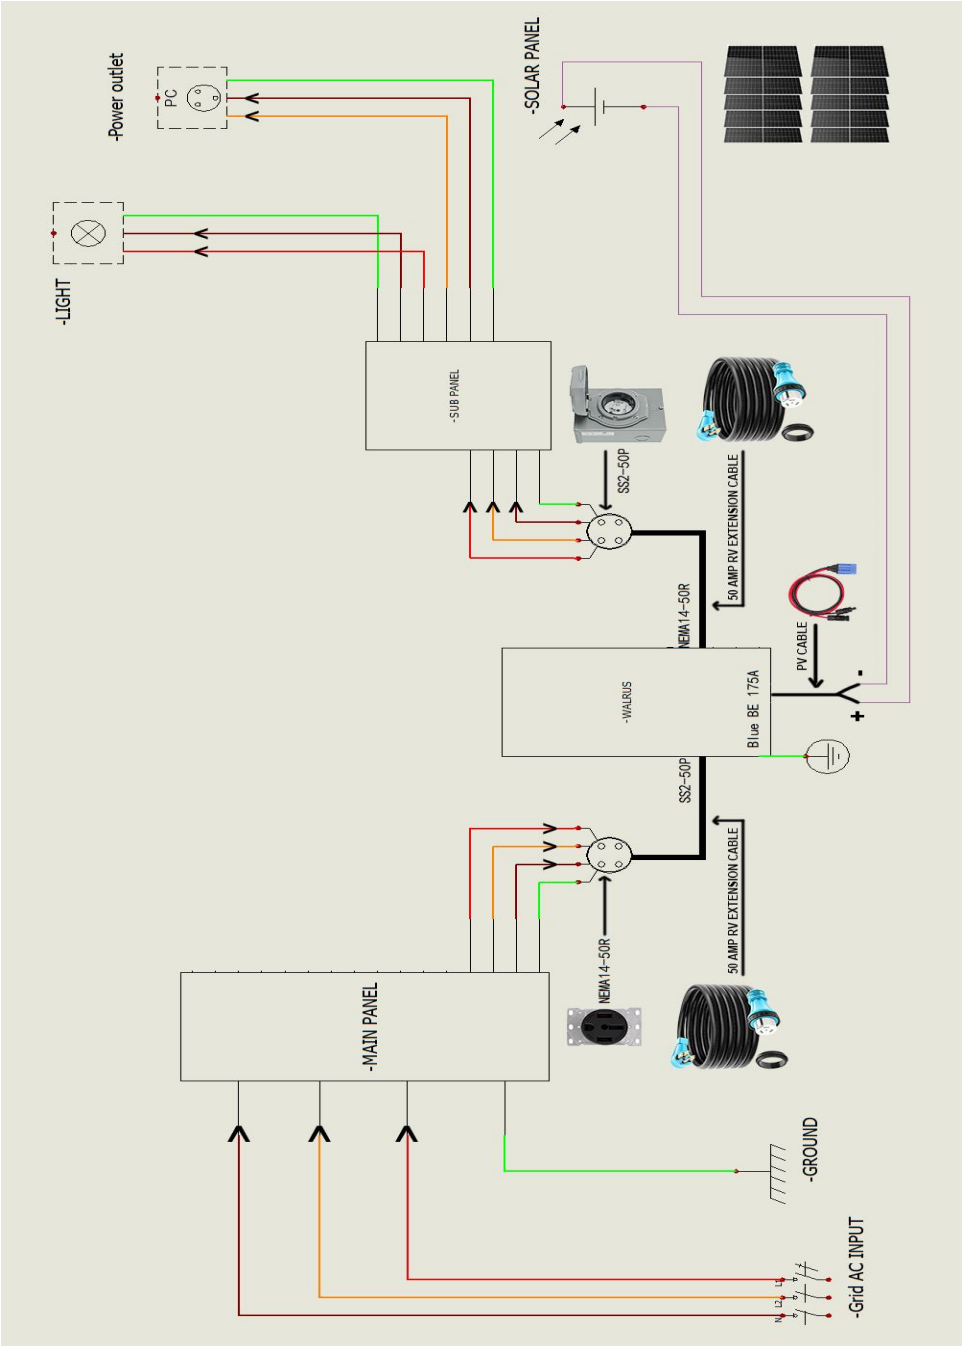 -Power outlet
PC
-LIGHT
-SOLAR PANEL
-SUB PANEL
SS2-50P
50 AMP RV EXTENSION CABLE
NEMA14-50R
PV CABLE
-
+
-WALRUS
Blue BE 175A
SS2-50P
50 AMP RV EXTENSION CABLE
NEMA14-50R
-MAIN PANEL
-GROUND
L1
L2
N
-Grid AC INPUT